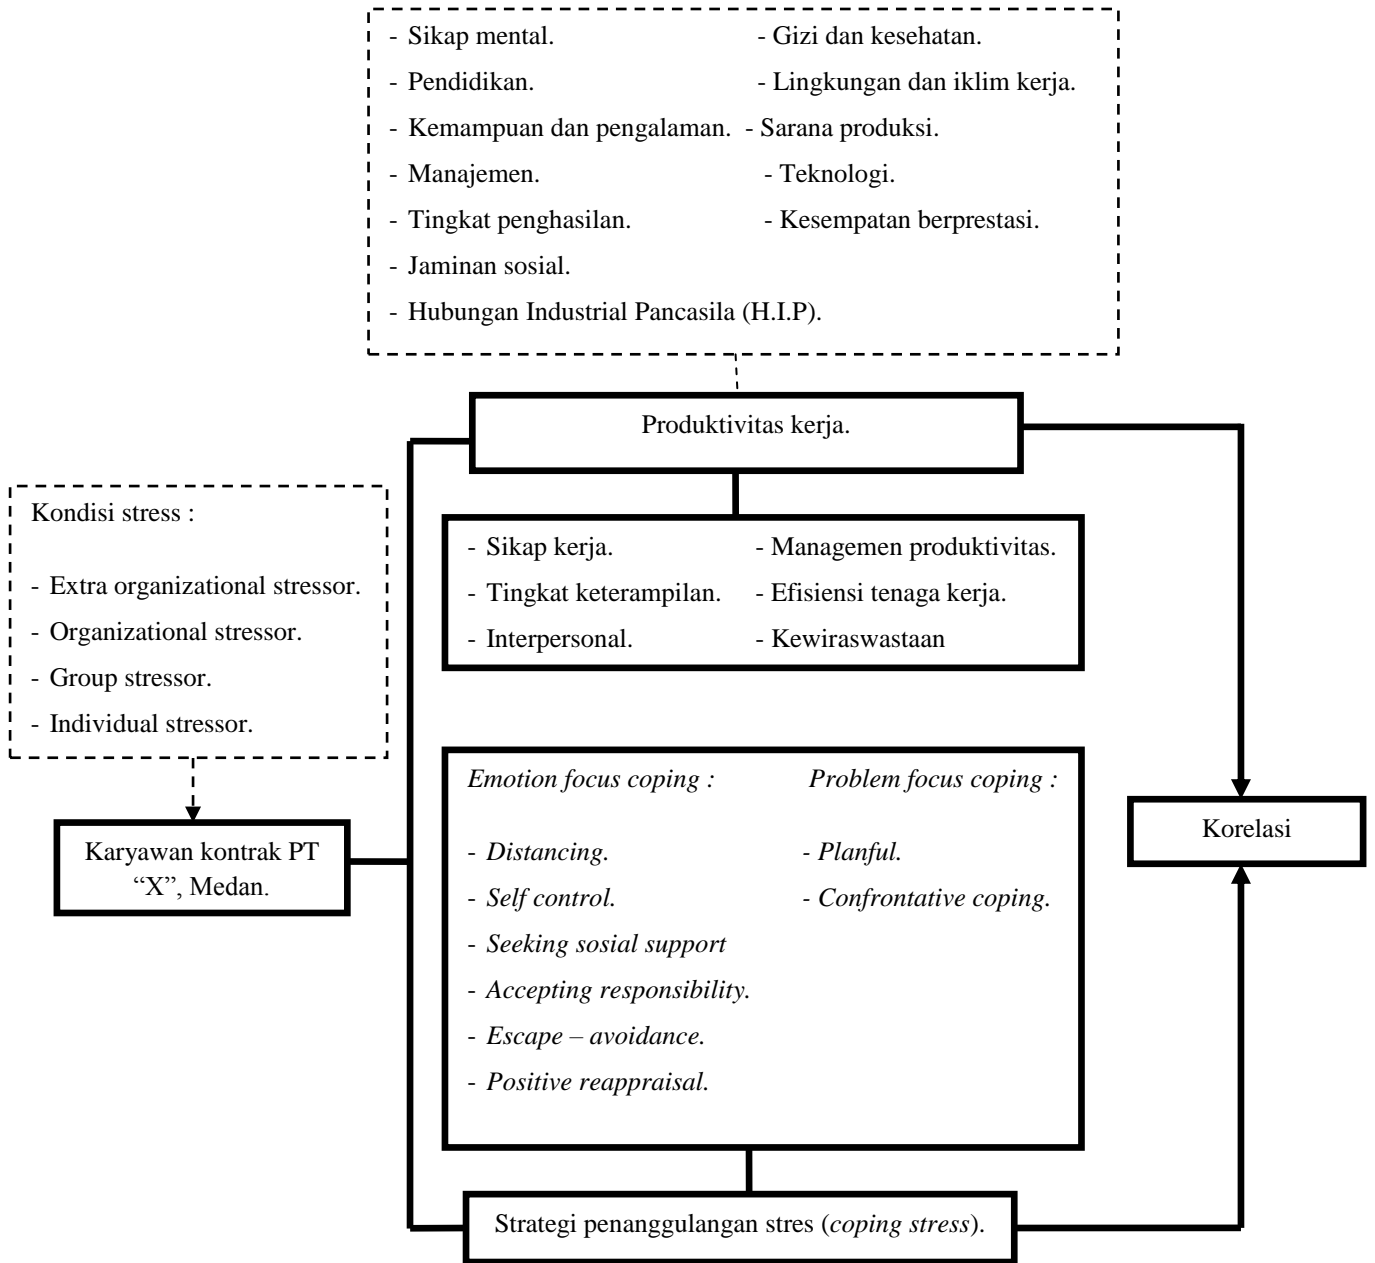 - Sikap mental. - Gizi dan kesehatan.
- Pendidikan. - Lingkungan dan iklim kerja.
- Kemampuan dan pengalaman. - Sarana produksi.
- Manajemen. - Teknologi.
- Tingkat penghasilan. - Kesempatan berprestasi.
- Jaminan sosial.
- Hubungan Industrial Pancasila (H.I.P).
Produktivitas kerja.
Kondisi stress :
- Extra organizational stressor.
- Organizational stressor.
- Group stressor.
- Individual stressor.
- Sikap kerja. - Managemen produktivitas.
- Tingkat keterampilan. - Efisiensi tenaga kerja.
- Interpersonal. - Kewiraswastaan
Karyawan kontrak PT
“X”, Medan.
Emotion focus coping : Problem focus coping :
- Distancing. - Planful.
- Self control. - Confrontative coping.
- Seeking sosial support
- Accepting responsibility.
- Escape – avoidance.
- Positive reappraisal.
Korelasi
Strategi penanggulangan stres (coping stress).